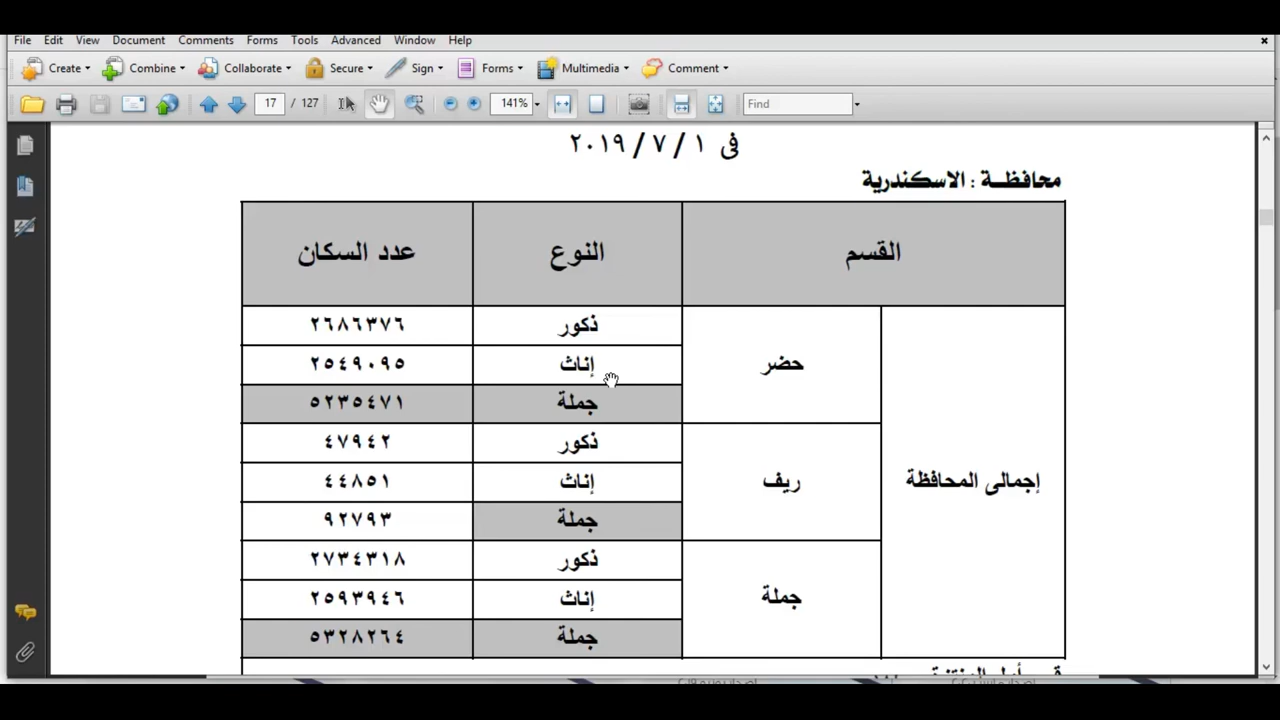 File Edit View Document Comments Forms Tools Advanced Window Help
Create Combine Collaborate Secure Sign Forms Multimedia Comment
17 / 127 141% Find
فى ١ / ٧ / ٢٠١٩
محافظة : الاسكندرية
القسم النوع عدد السكان
إجمالى المحافظة
حضر
ذكور ٢٦٨٦٣٧٦
إناث ٢٥٤٩٠٩٥
جملة ٥٢٣٥٤٧١
ريف
ذكور ٤٧٩٤٢
إناث ٤٤٨٥١
جملة ٩٢٧٩٣
جملة
ذكور ٢٧٣٤٣١٨
إناث ٢٥٩٣٩٤٦
جملة ٥٣٢٨٢٦٤